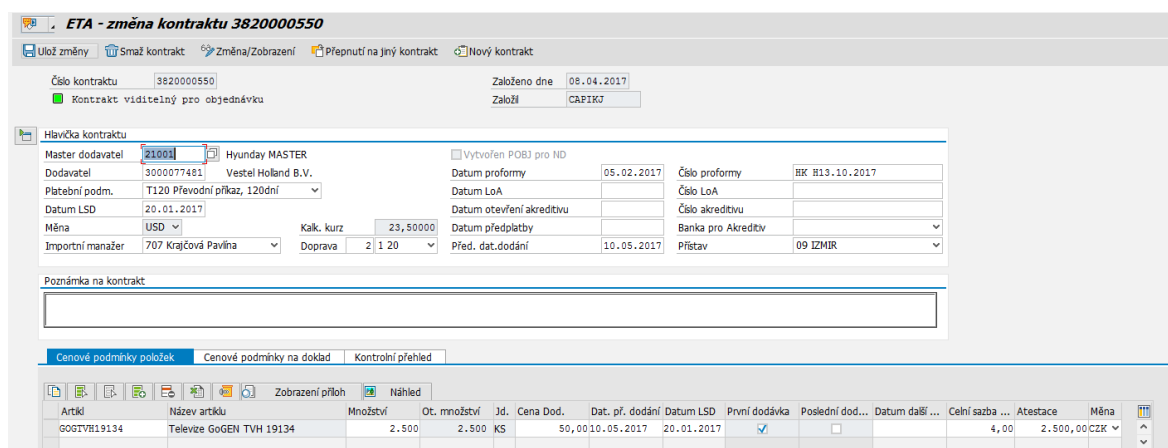 ETA - změna kontraktu 3820000550
Ulož změny Smaž kontrakt Změna/Zobrazení Přepnutí na jiný kontrakt Nový kontrakt
Číslo kontraktu 3820000550 Založeno dne 08.04.2017
Kontrakt viditelný pro objednávku Založil CAPIKJ
Hlavička kontraktu
Master dodavatel 21001 Hyunday MASTER Vytvořen POBJ pro ND
Dodavatel 3000077481 Vestel Holland B.V. Datum proformy 05.02.2017 Číslo proformy HK H13.10.2017
Platební podm. T120 Převodní příkaz, 120dní Datum LoA Číslo LoA
Datum LSD 20.01.2017 Datum otevření akreditivu Číslo akreditivu
Měna USD Kalk. kurz 23,50000 Datum předplatby Banka pro Akreditiv
Importní manažer 707 Krajčová Pavlína Doprava 2 1 20 Před. dat.dodání 10.05.2017 Přístav 09 IZMIR
Poznámka na kontrakt
Cenové podmínky položek Cenové podmínky na doklad Kontrolní přehled
Zobrazení příloh Náhled
Artikl Název artiklu Množství Ot. množství Jd. Cena Dod. Dat. př. dodání Datum LSD První dodávka Poslední dod... Datum další ... Celní sazba ... Atestace Měna
GOGTVH19134 Televize GoGEN TVH 19134 2.500 2.500 KS 50,00 10.05.2017 20.01.2017 4,00 2.500,00 CZK